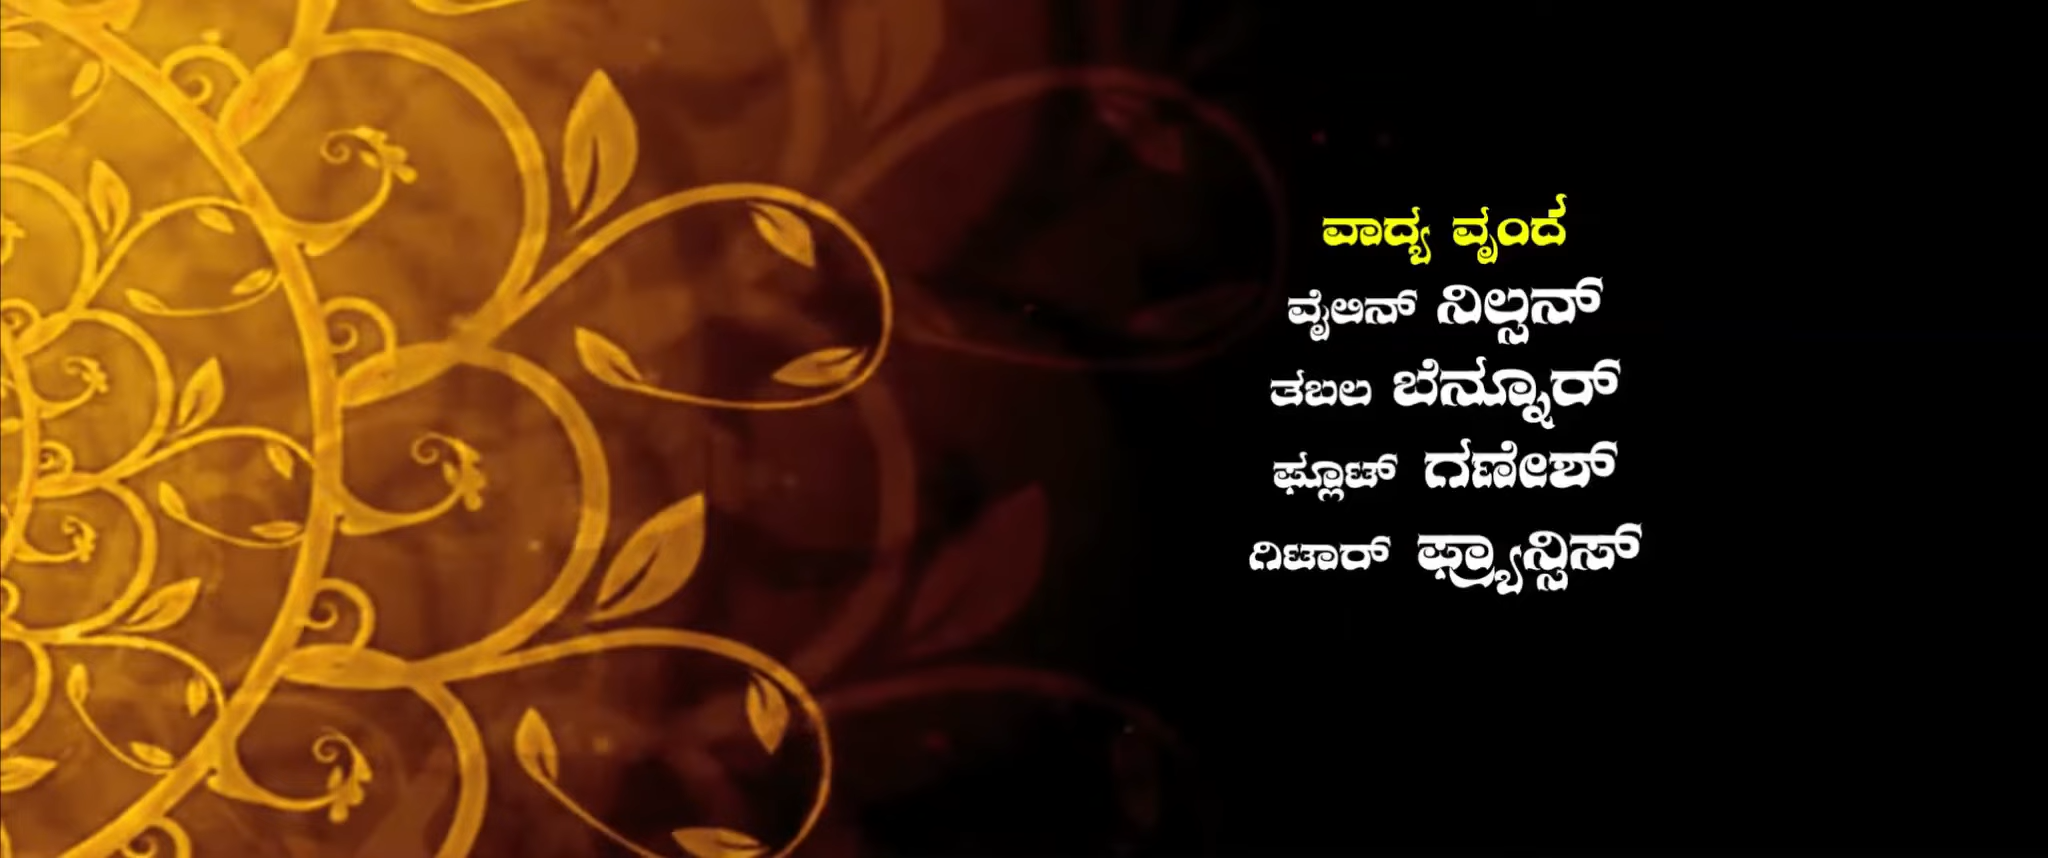 ವಾದ್ಯ ವೃಂದ
ವೈಲಿನ್ ನಿಲ್ಸನ್
ತಬಲ ಬೆನ್ನೂರ್
ಫ್ಲೂಟ್ ಗಣೇಶ್
ಗಿಟಾರ್ ಫ್ರ್ಯಾನ್ಸಿಸ್